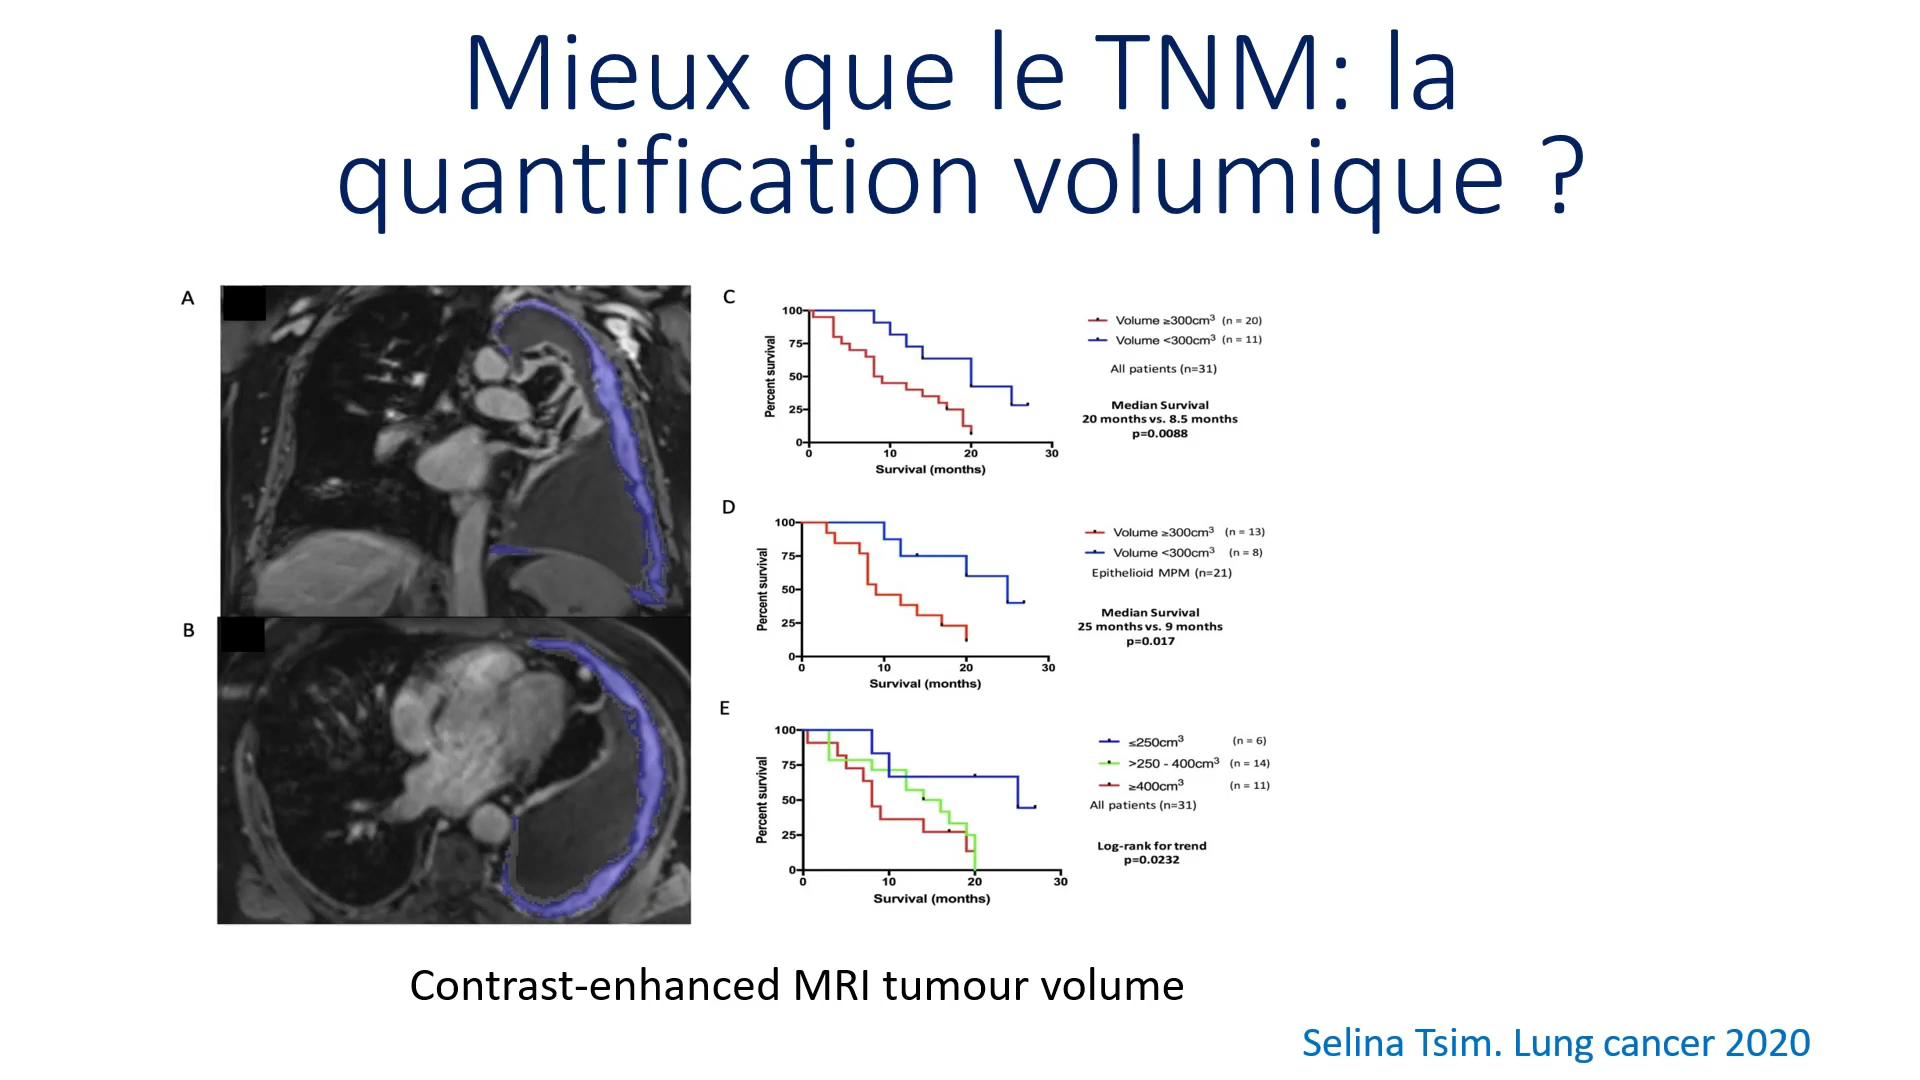 Mieux que le TNM: la
quantification volumique ?
A
B
C
100
75
50
25
0
0 10 20 30
Percent survival
Survival (months)
Volume ≥300cm³ (n = 20)
Volume <300cm³ (n = 11)
All patients (n=31)
Median Survival
20 months vs. 8.5 months
p=0.0088
D
100
75
50
25
0
0 10 20 30
Percent survival
Survival (months)
Volume ≥300cm³ (n = 13)
Volume <300cm³ (n = 8)
Epithelioid MPM (n=21)
Median Survival
25 months vs. 9 months
p=0.017
E
100
75
50
25
0
0 10 20 30
Percent survival
Survival (months)
≤250cm³ (n = 6)
>250 - 400cm³ (n = 14)
≥400cm³ (n = 11)
All patients (n=31)
Log-rank for trend
p=0.0232
Contrast-enhanced MRI tumour volume
Selina Tsim. Lung cancer 2020